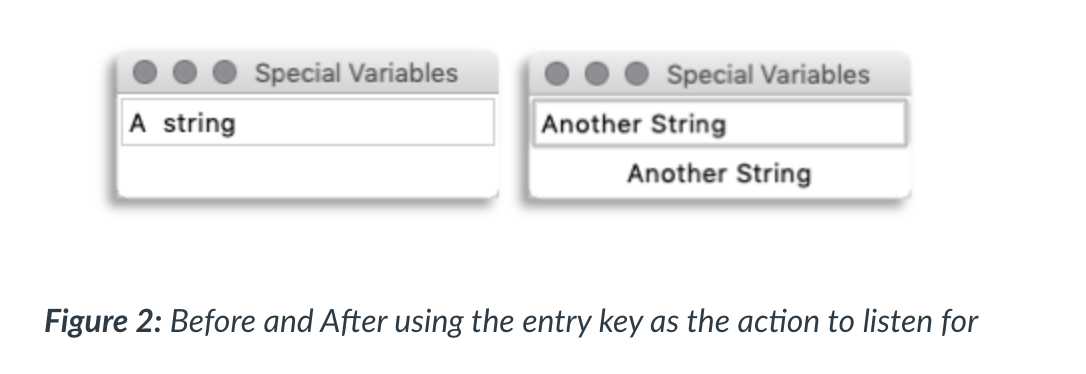 Special Variables
A  string
Special Variables
Another String
Another String
Figure 2: Before and After using the entry key as the action to listen for